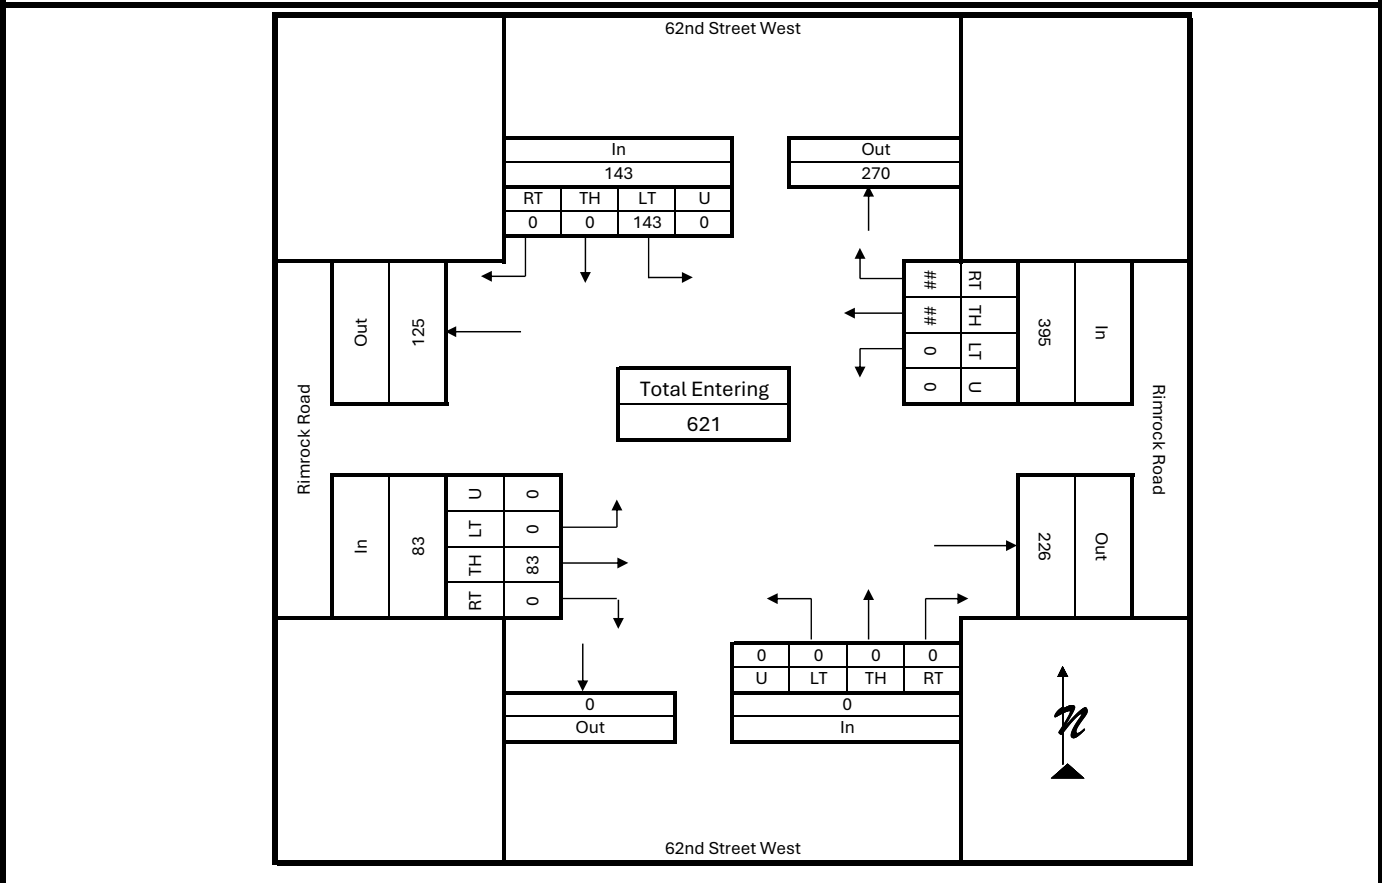 62nd Street West
In
143
RT TH LT U
0 0 143 0
Out
270
Out
125
RT ##
TH ##
LT 0
U 0
395
In
Rimrock Road
Total Entering
621
Rimrock Road
In
83
U 0
LT 0
TH 83
RT 0
226
Out
0 0 0 0
U LT TH RT
0
In
0
Out
N
62nd Street West